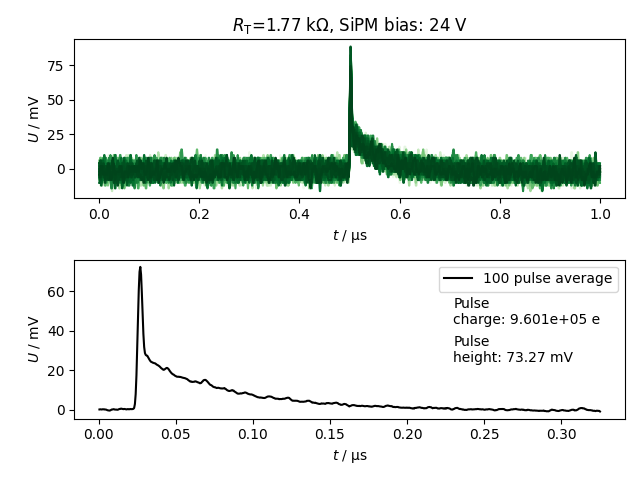 R_T=1.77 kΩ, SiPM bias: 24 V
75
50
25
0
U / mV
0.0 0.2 0.4 0.6 0.8 1.0
t / µs
100 pulse average
Pulse
charge: 9.601e+05 e
Pulse
height: 73.27 mV
60
40
20
0
U / mV
0.00 0.05 0.10 0.15 0.20 0.25 0.30
t / µs